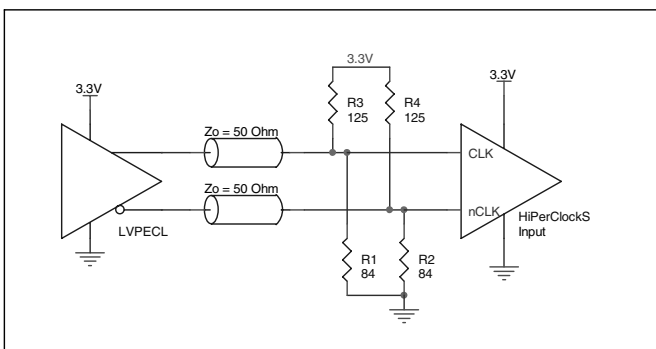 3.3V
3.3V
3.3V
R3
125
R4
125
Zo = 50 Ohm
CLK
Zo = 50 Ohm
nCLK
HiPerClockS
Input
LVPECL
R1
84
R2
84